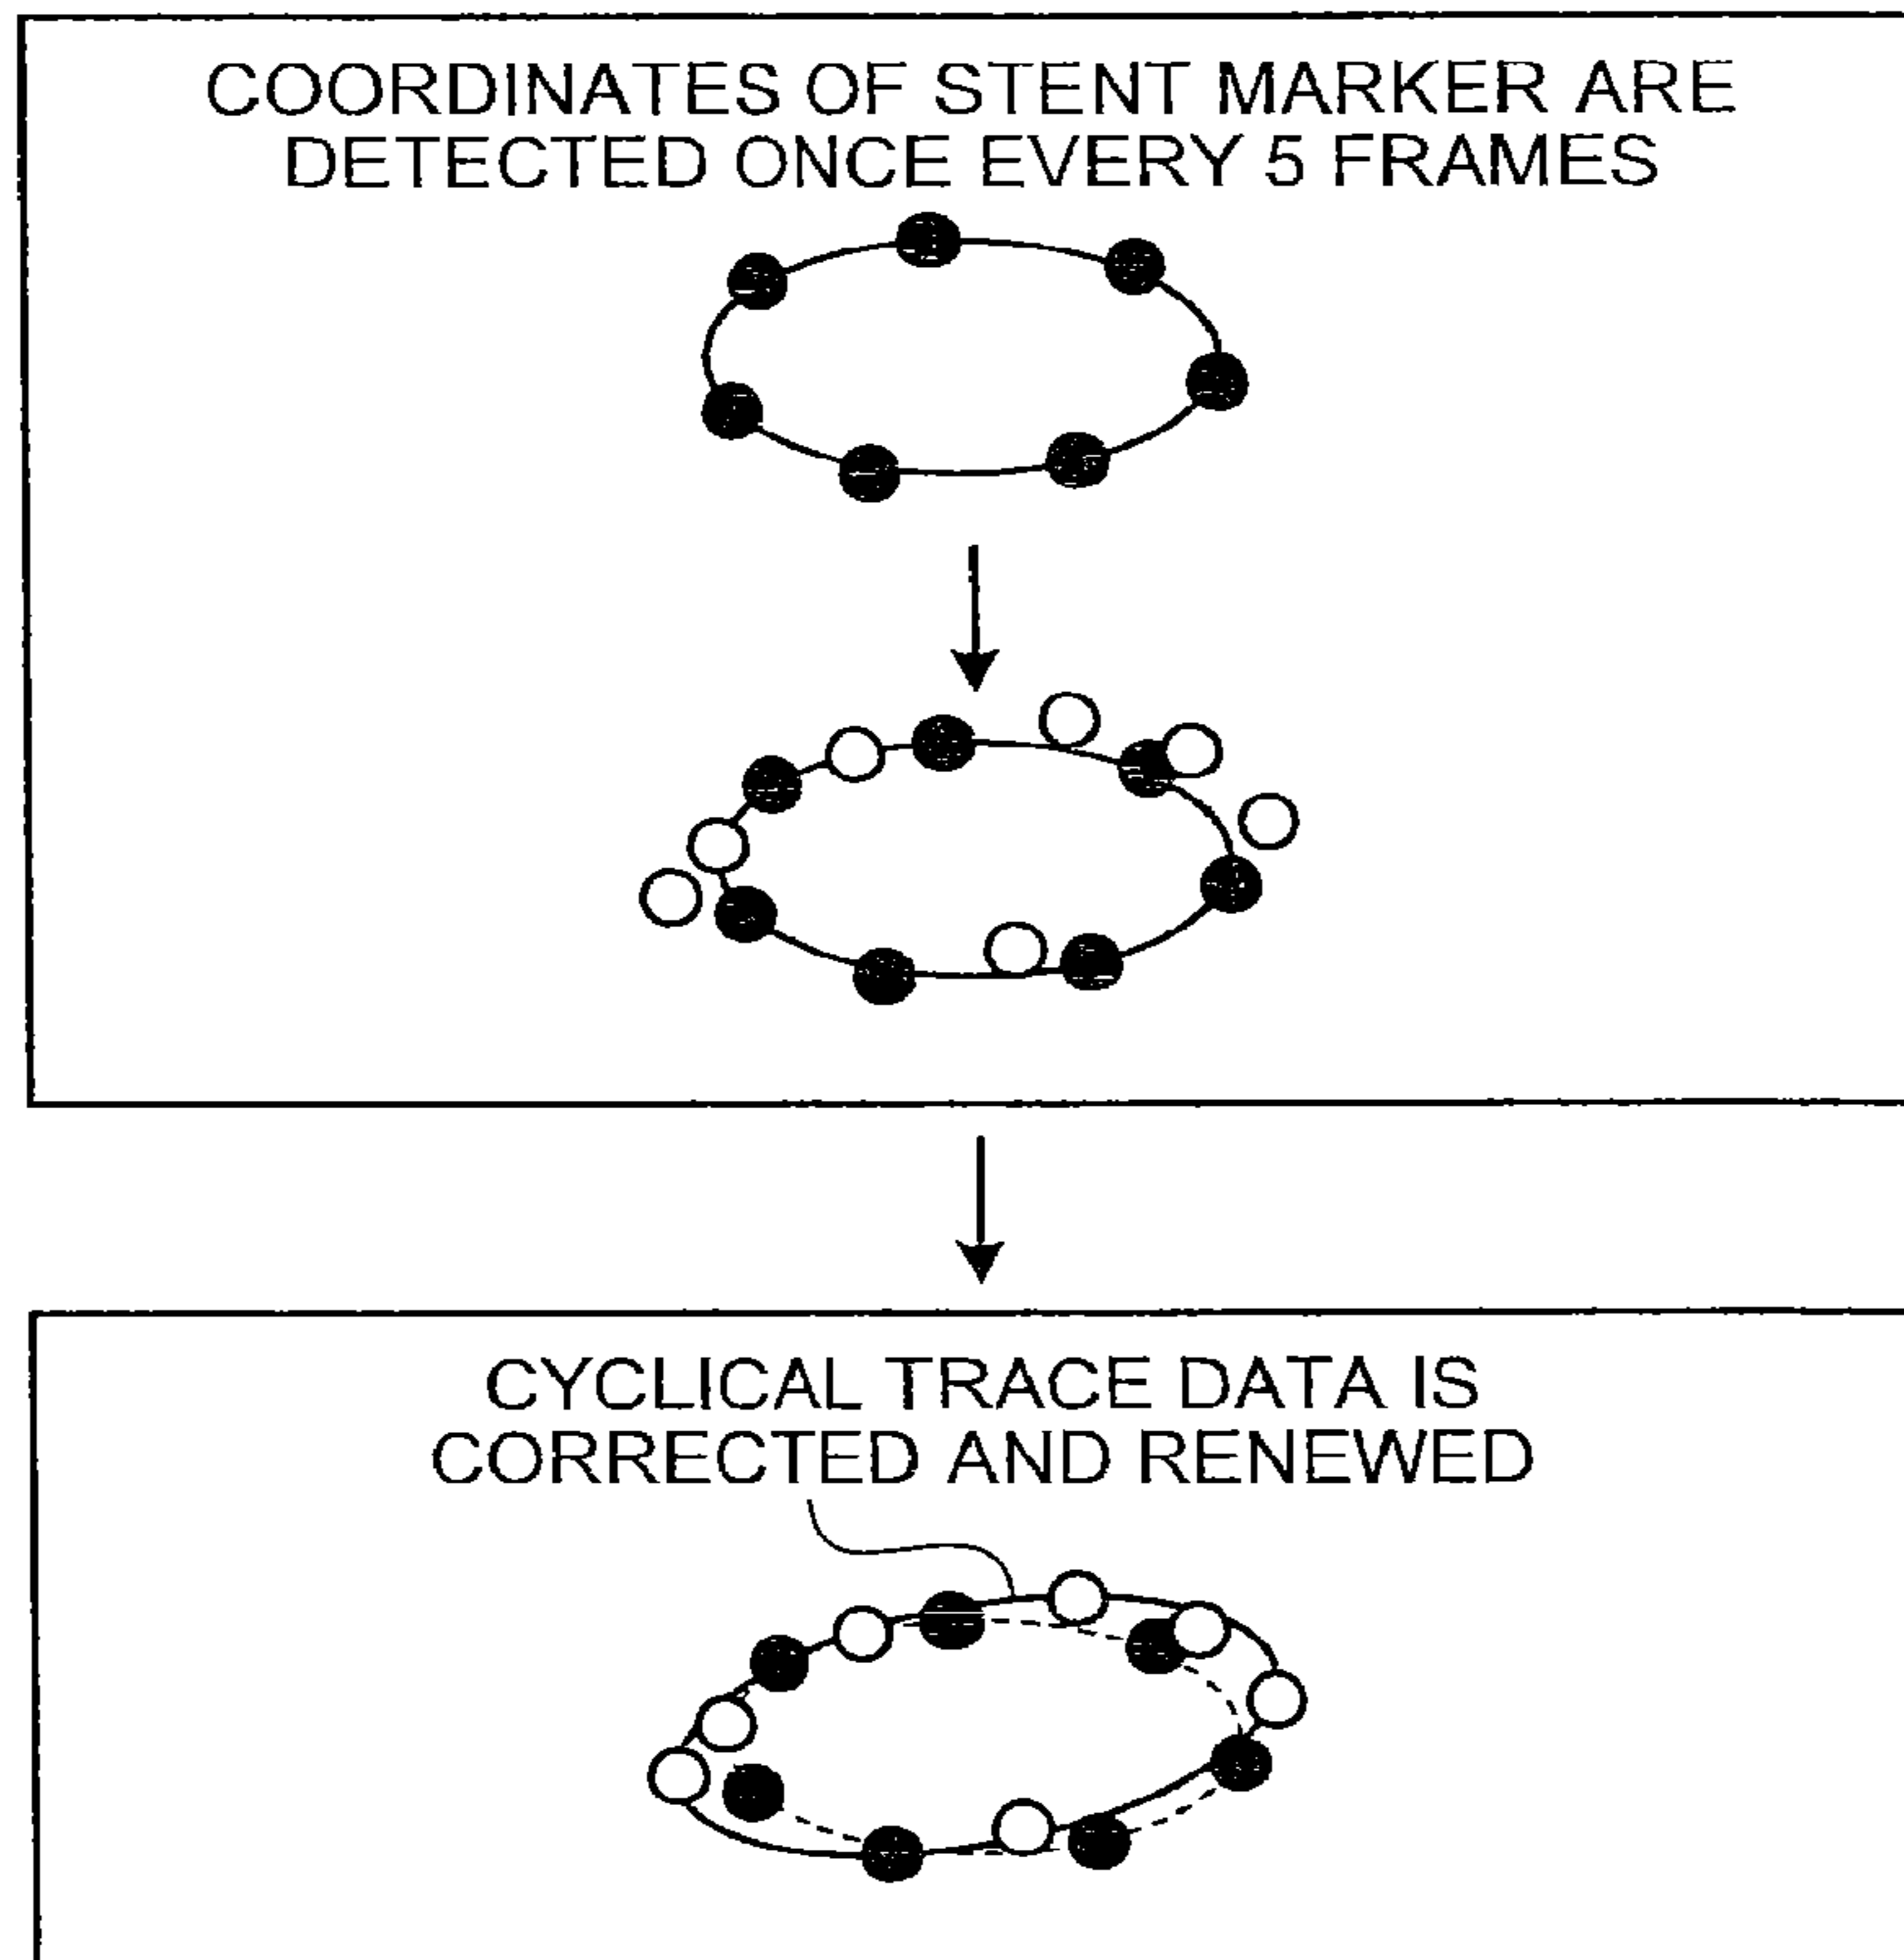 COORDINATES OF STENT MARKER ARE
DETECTED ONCE EVERY 5 FRAMES
CYCLICAL TRACE DATA IS
CORRECTED AND RENEWED